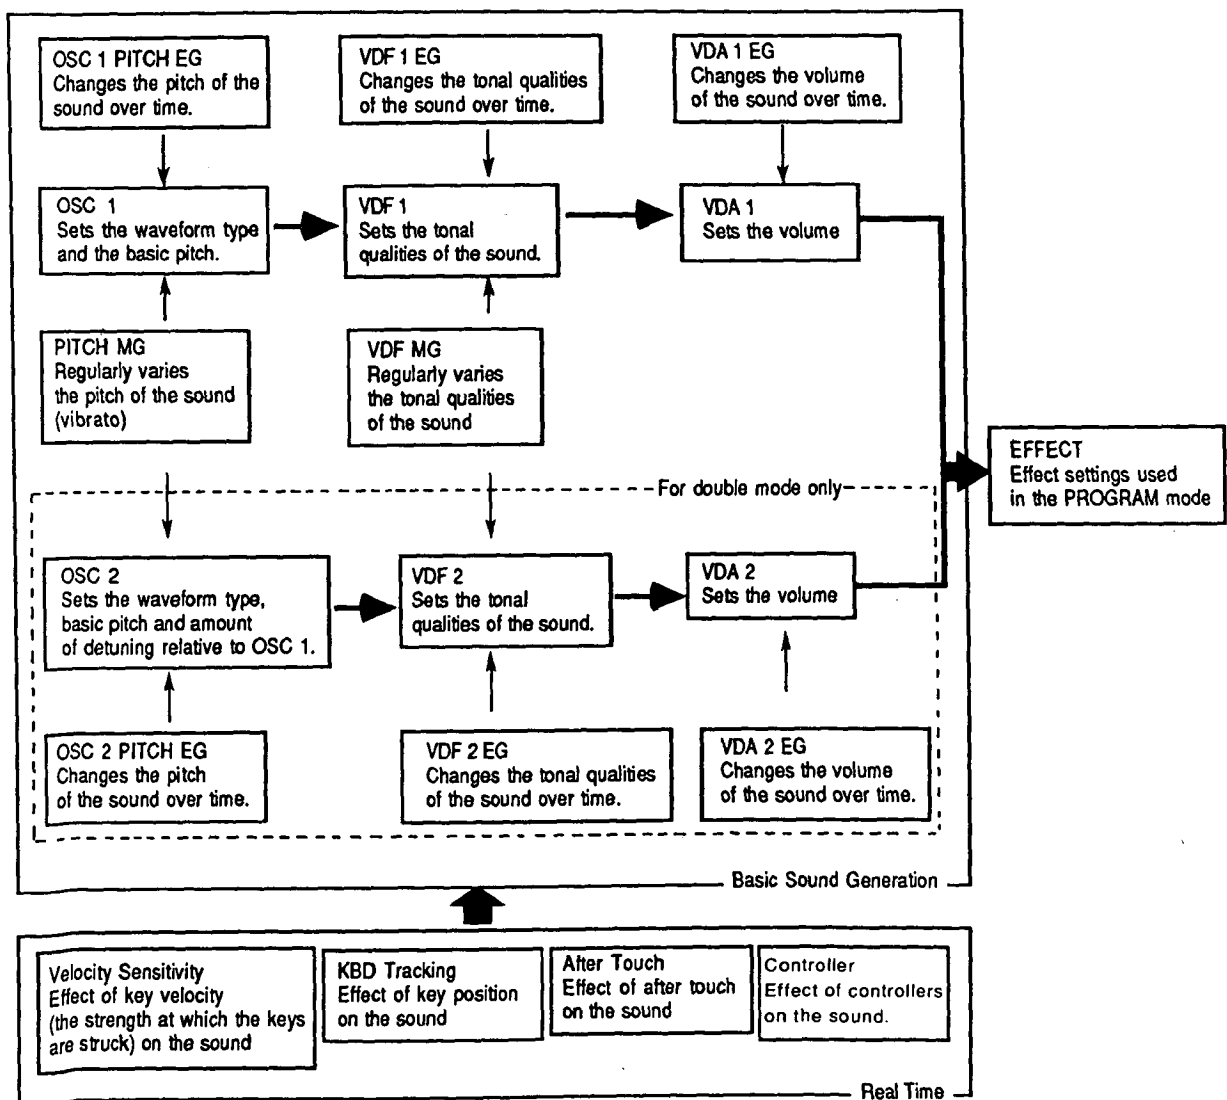 OSC 1 PITCH EG
Changes the pitch of the
sound over time.
VDF 1 EG
Changes the tonal qualities
of the sound over time.
VDA 1 EG
Changes the volume
of the sound over time.
OSC 1
Sets the waveform type
and the basic pitch.
VDF 1
Sets the tonal
qualities of the sound.
VDA 1
Sets the volume
PITCH MG
Regularly varies
the pitch of the sound
(vibrato)
VDF MG
Regularly varies
the tonal qualities
of the sound
EFFECT
Effect settings used
in the PROGRAM mode
For double mode only
OSC 2
Sets the waveform type,
basic pitch and amount
of detuning relative to OSC 1.
VDF 2
Sets the tonal
qualities of the sound.
VDA 2
Sets the volume
OSC 2 PITCH EG
Changes the pitch
of the sound over time.
VDF 2 EG
Changes the tonal qualities
of the sound over time.
VDA 2 EG
Changes the volume
of the sound over time.
Basic Sound Generation
Velocity Sensitivity
Effect of key velocity
(the strength at which the keys
are struck) on the sound
KBD Tracking
Effect of key position
on the sound
After Touch
Effect of after touch
on the sound
Controller
Effect of controllers
on the sound.
Real Time